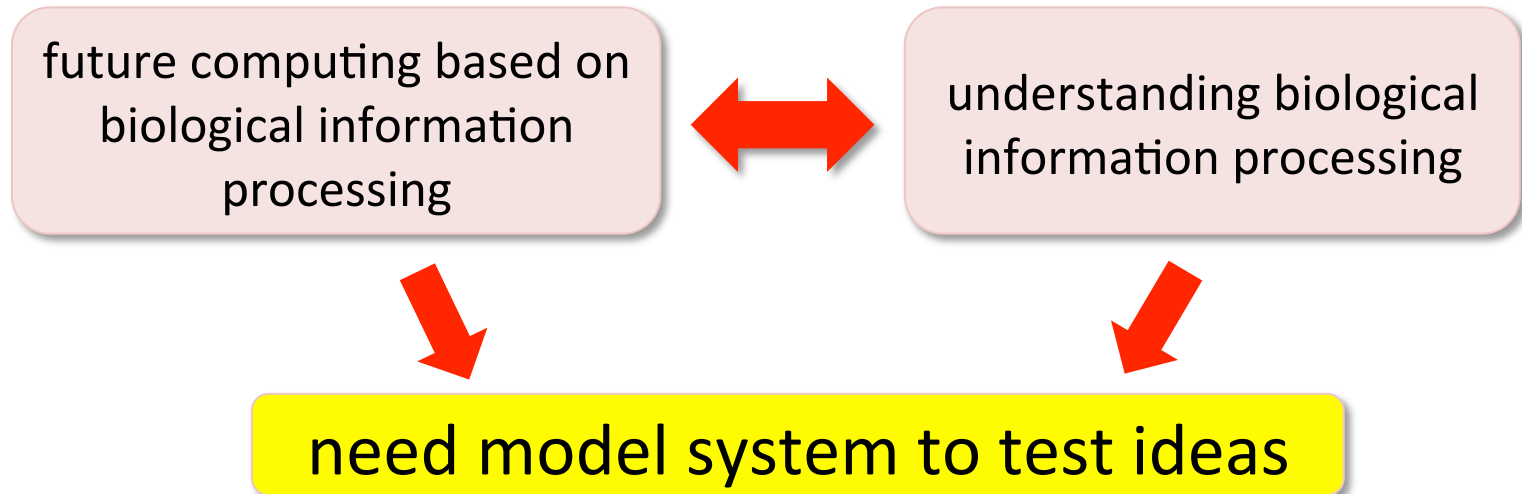 future computing based on
biological information
processing
understanding biological
information processing
need model system to test ideas